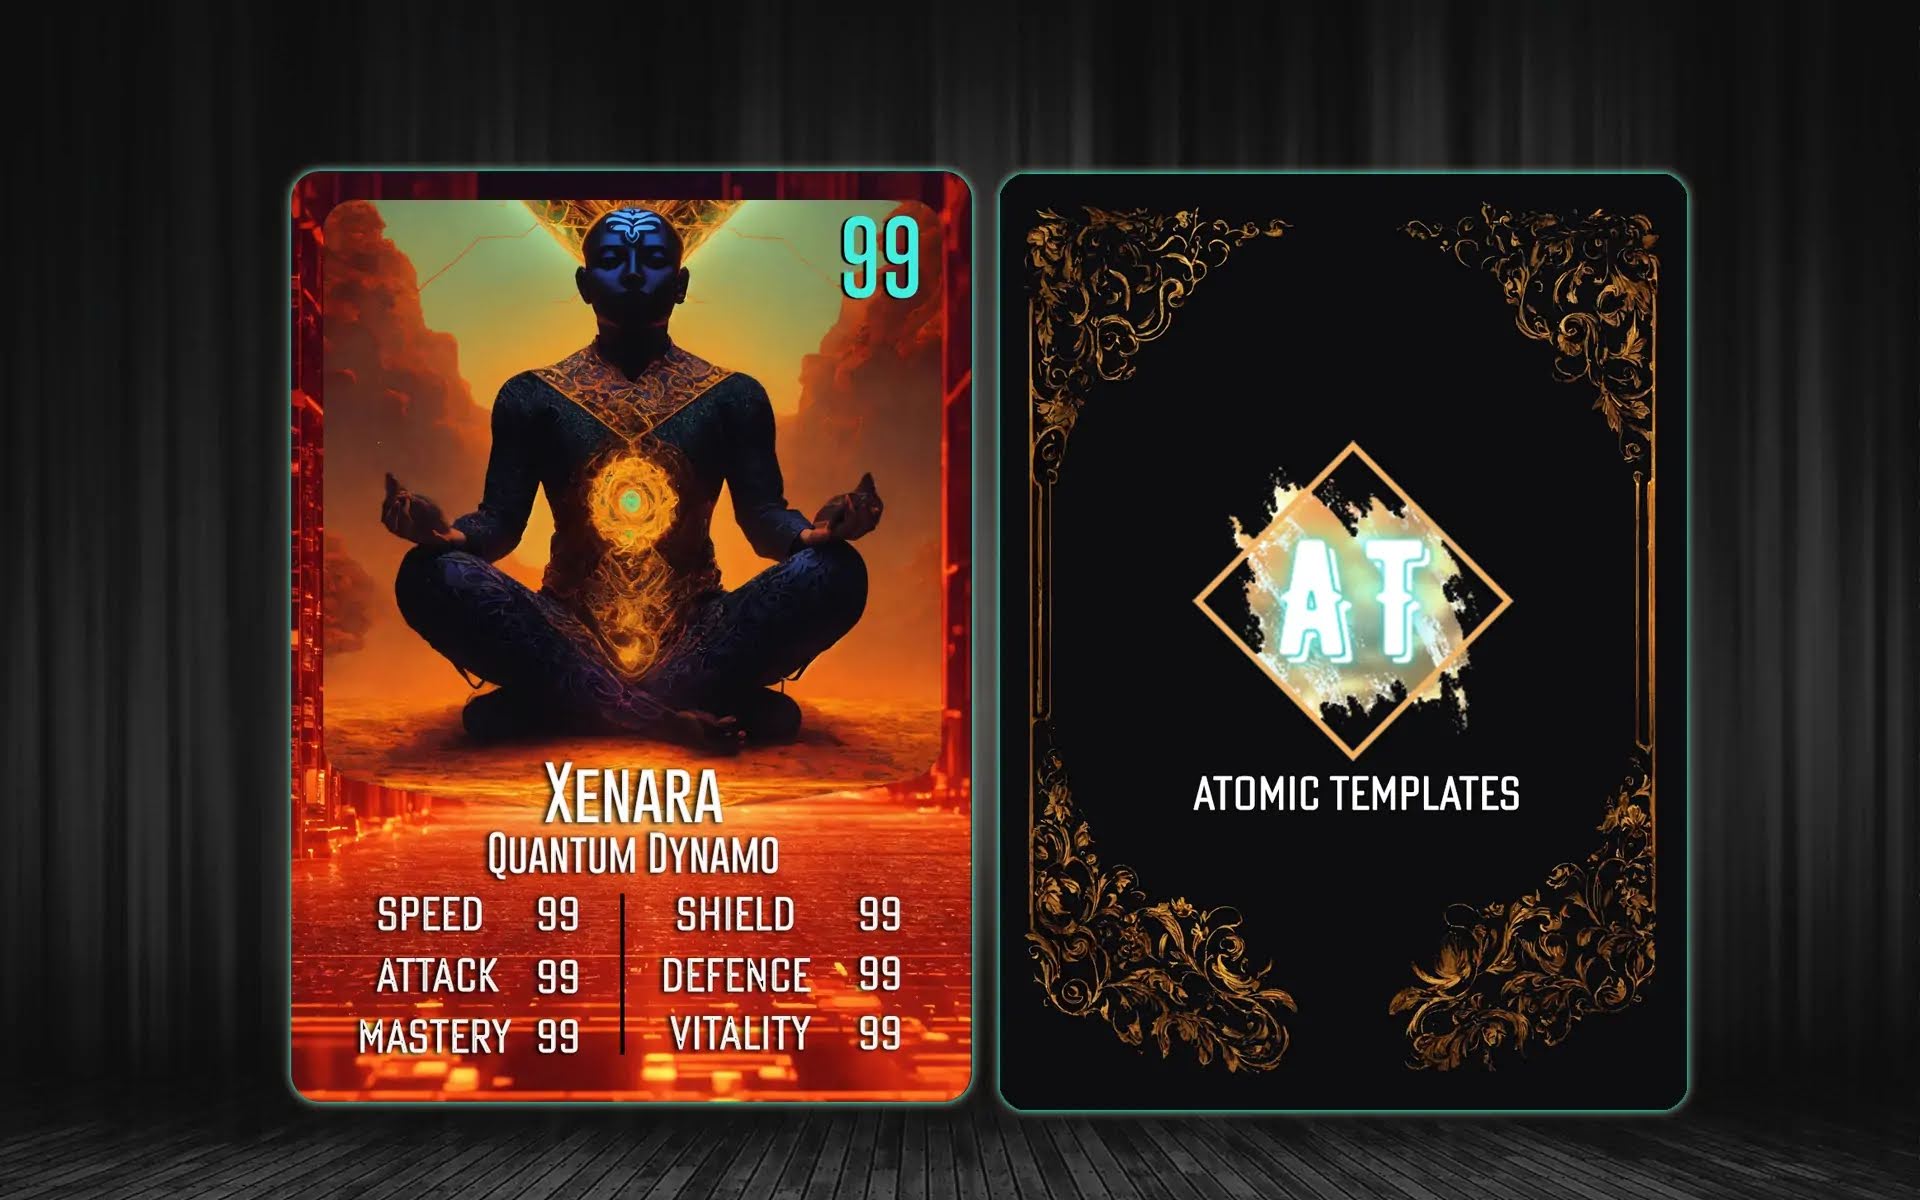 99
Xenara
Quantum Dynamo
SPEED 99
SHIELD 99
ATTACK 99
DEFENCE 99
MASTERY 99
VITALITY 99
AT
ATOMIC TEMPLATES